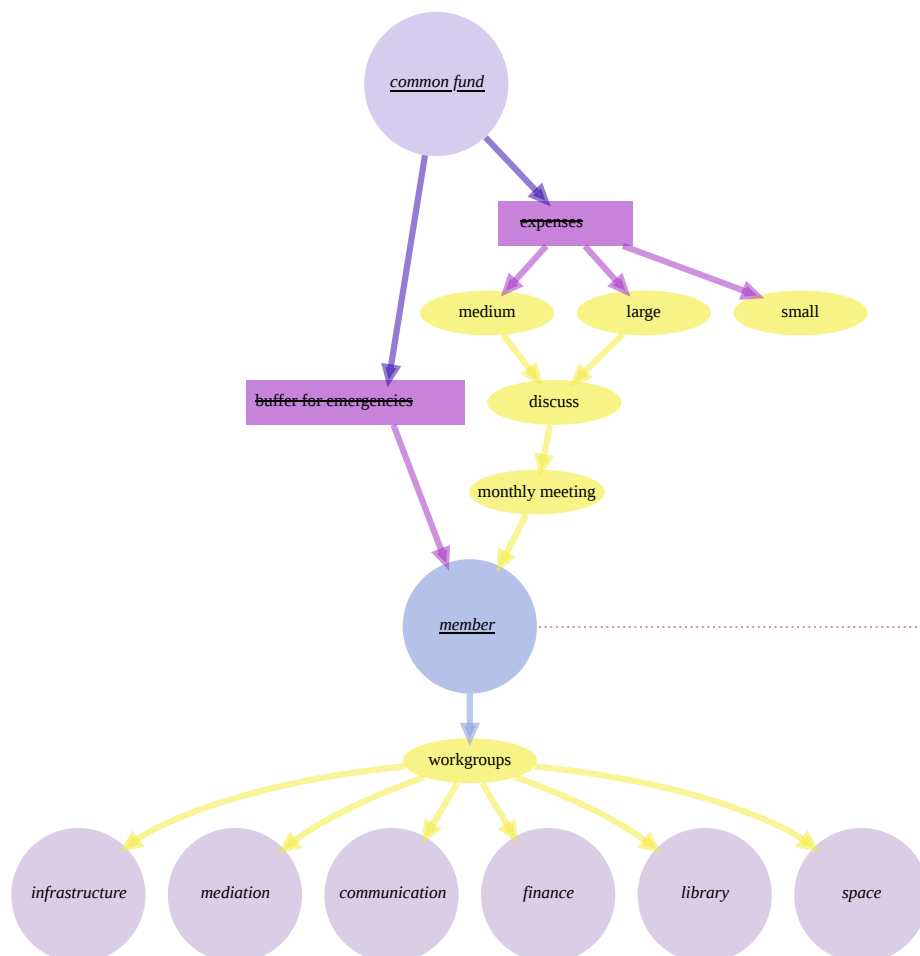 common fund
expenses
medium
large
small
buffer for emergencies
discuss
monthly meeting
member
workgroups
infrastructure
mediation
communication
finance
library
space